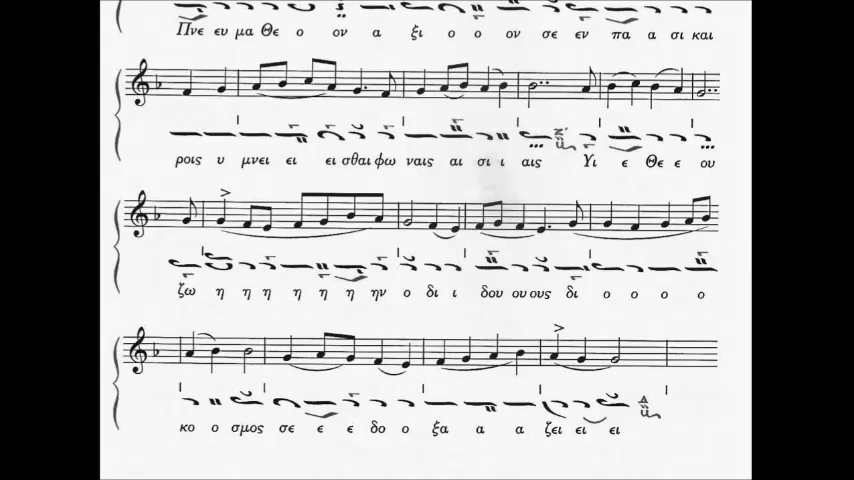 Πνε ευ μα Θε ο ον α ξι ο ο ον σε εν πα α σι και
ροις υ μνει ει ει σθαι φω ναις αι σι ι αις Υι ε Θε ε ου
ζω η η η η η η ην ο δι ι δου ου ους δι ο ο ο ο
κο ο σμος σε ε ε δο ο ξα α α ζει ει ει